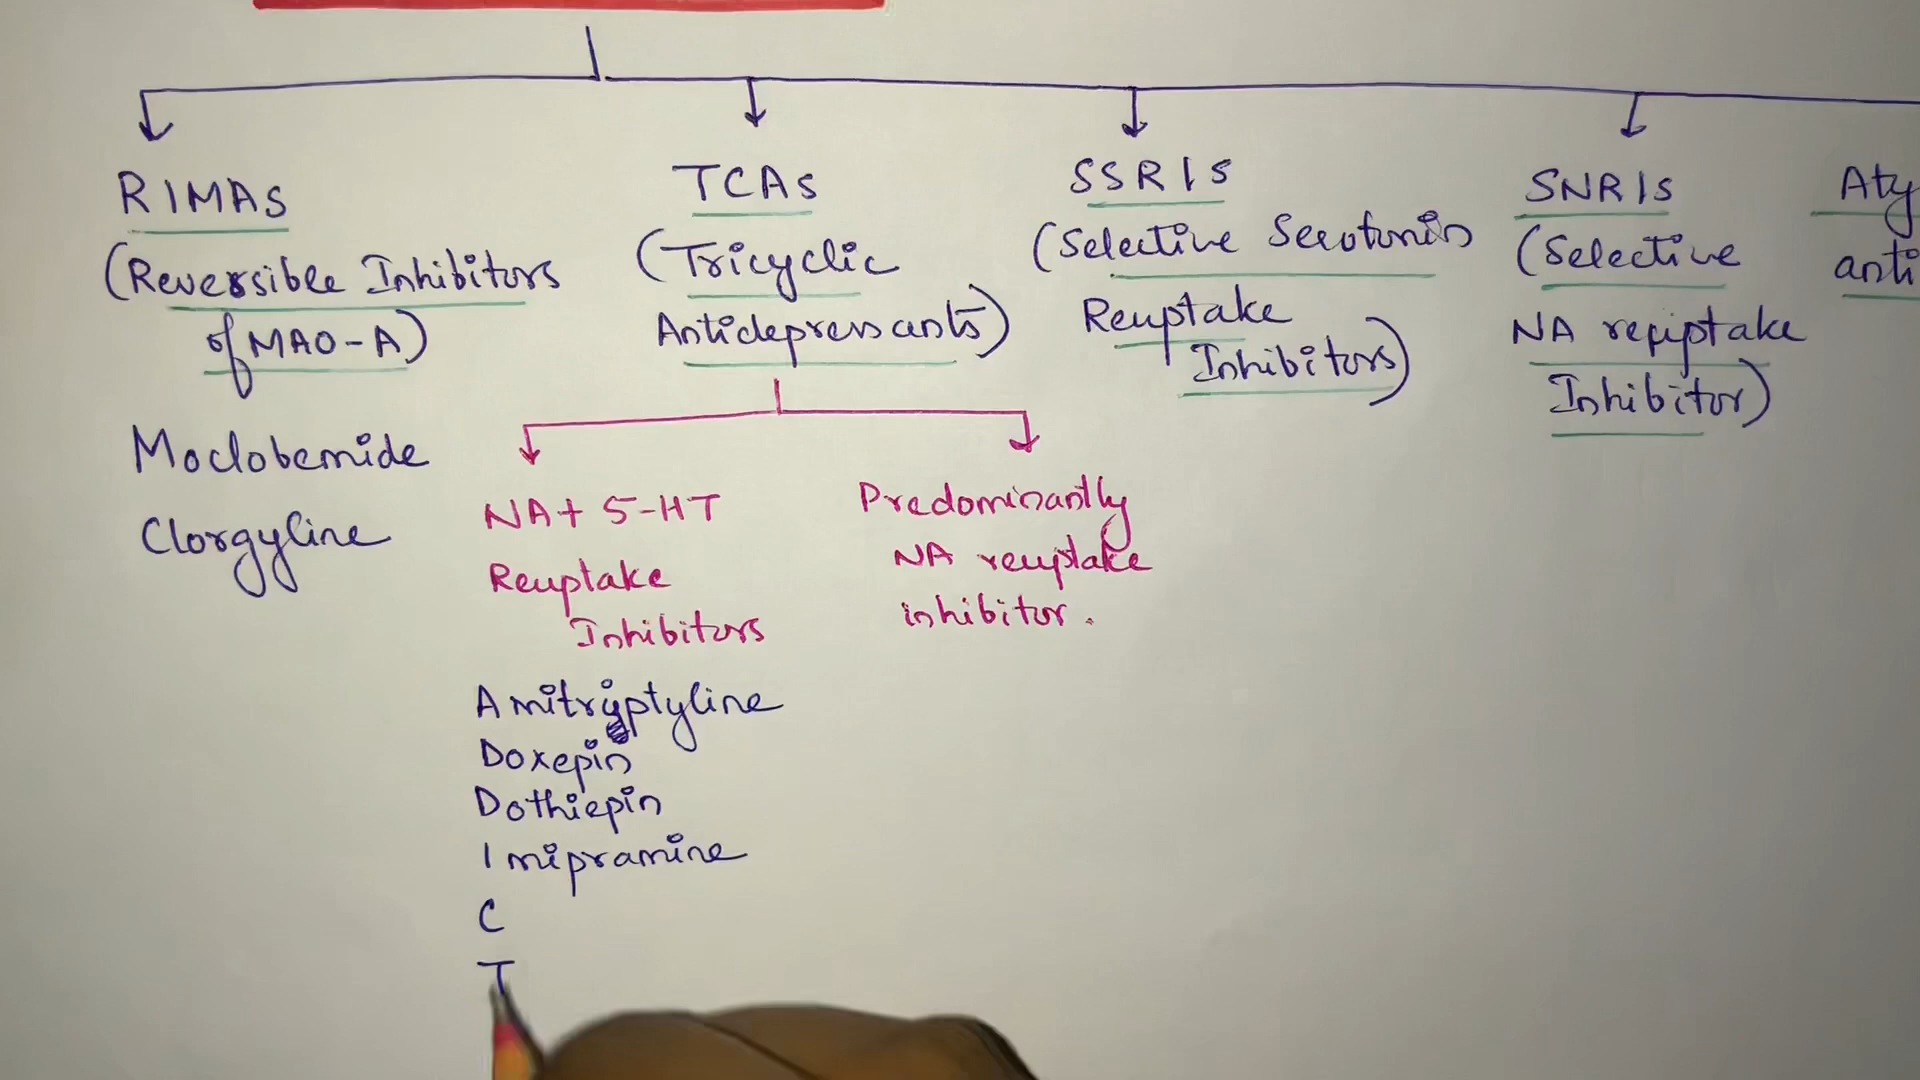 RIMAs
(Reversible Inhibitors
of MAO-A)
Moclobemide
Clorgyline
TCAs
(Tricyclic
Antidepressants)
NA+ 5-HT
Reuptake
Inhibitors
Amitryptyline
Doxepin
Dothiepin
Imipramine
C
T
Predominantly
NA reuptake
inhibitor.
SSRIs
(Selective Serotonin
Reuptake
Inhibitors)
SNRIs
(Selective
NA reuptake
Inhibitor)
Aty
anti